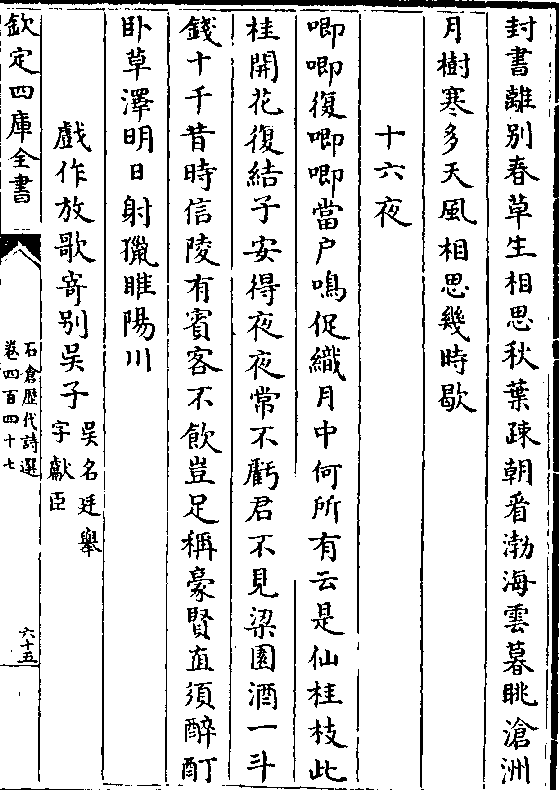 封書離别春草生相思秋葉疎朝看渤海雲暮眺滄洲
月樹寒多天風相思幾時歇
十六夜
唧唧復唧唧當户鳴促織月中何所有云是仙桂枝此
桂開花復結子安得夜夜常不虧君不見梁園酒一斗
錢十千昔時信陵有賓客不飲豈足稱豪賢直須醉酊
卧草澤明日射獵睢陽川
戲作放歌寄别吴子吴名廷舉字獻臣
欽定四庫全書
石倉歴代詩選
卷四百四十七
六十五